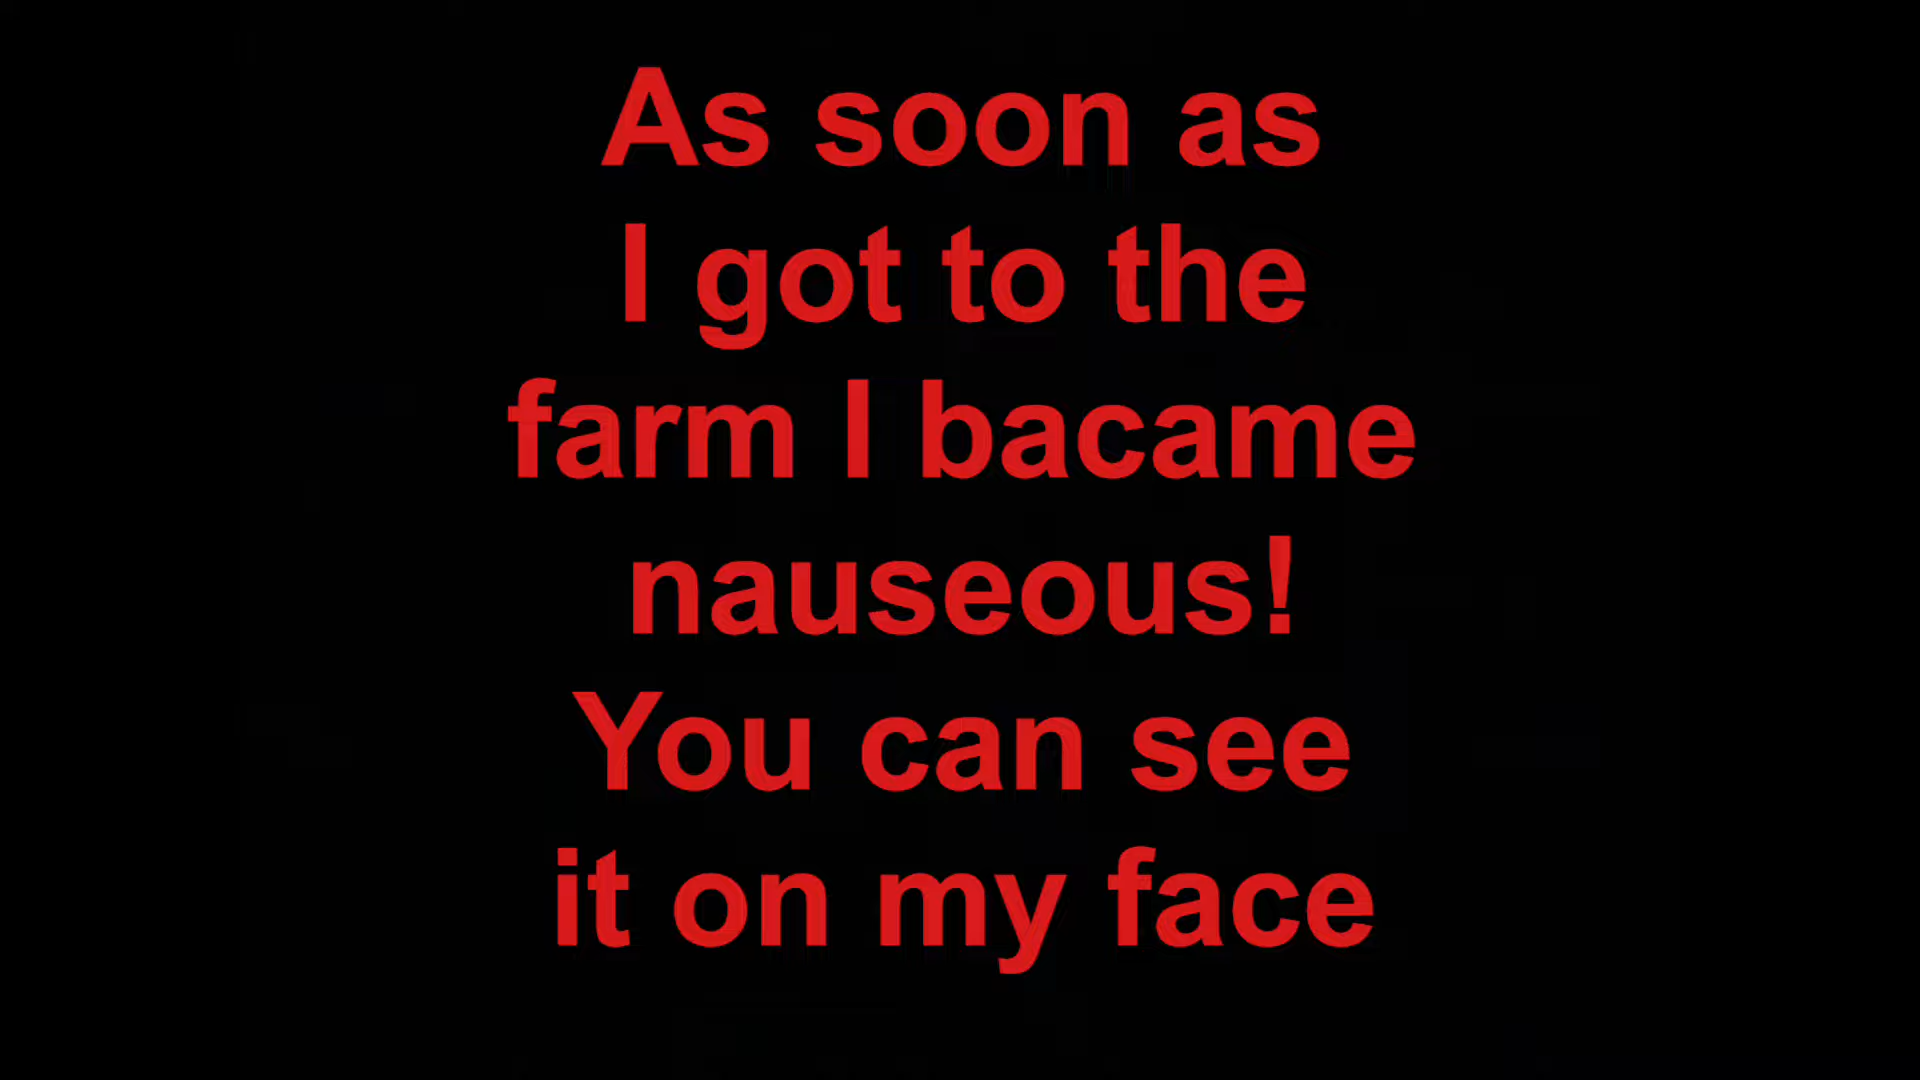 As soon as
I got to the
farm I bacame
nauseous!
You can see
it on my face